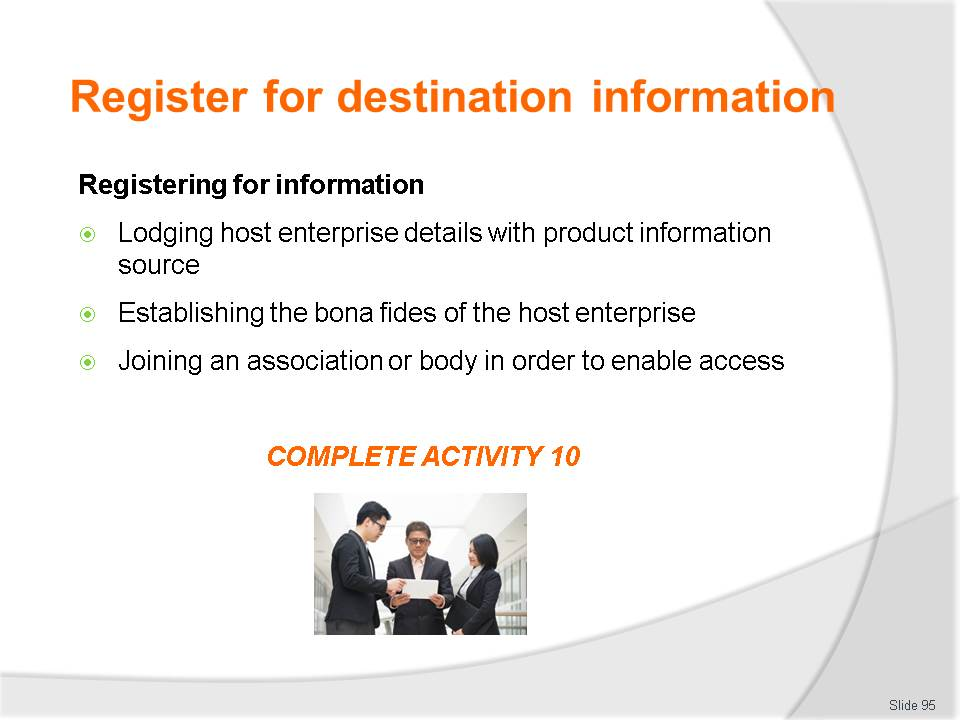 Register for destination information
Registering for information
Lodging host enterprise details with product information
source
Establishing the bona fides of the host enterprise
Joining an association or body in order to enable access
COMPLETE ACTIVITY 10
Slide 95